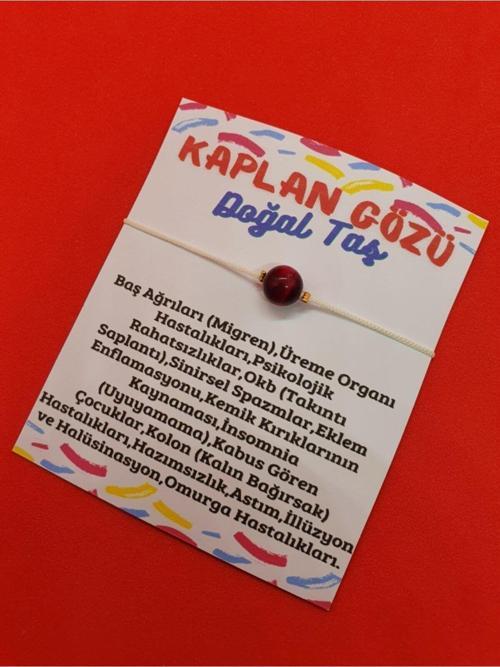 KAPLAN GÖZÜ
Doğal Taş
Baş Ağrıları (Migren),Üreme Organı
Hastalıkları,Psikolojik
Rahatsızlıklar,Okb (Takıntı
Saplantı),Sinirsel Spazmlar,Eklem
Enflamasyonu,Kemik Kırıklarının
Kaynaması,İnsomnia
(Uyuyamama),Kabus Gören
Çocuklar,Kolon (Kalın Bağırsak)
Hastalıkları,Hazımsızlık,Astım,İllüzyon
ve Halüsinasyon,Omurga Hastalıkları.